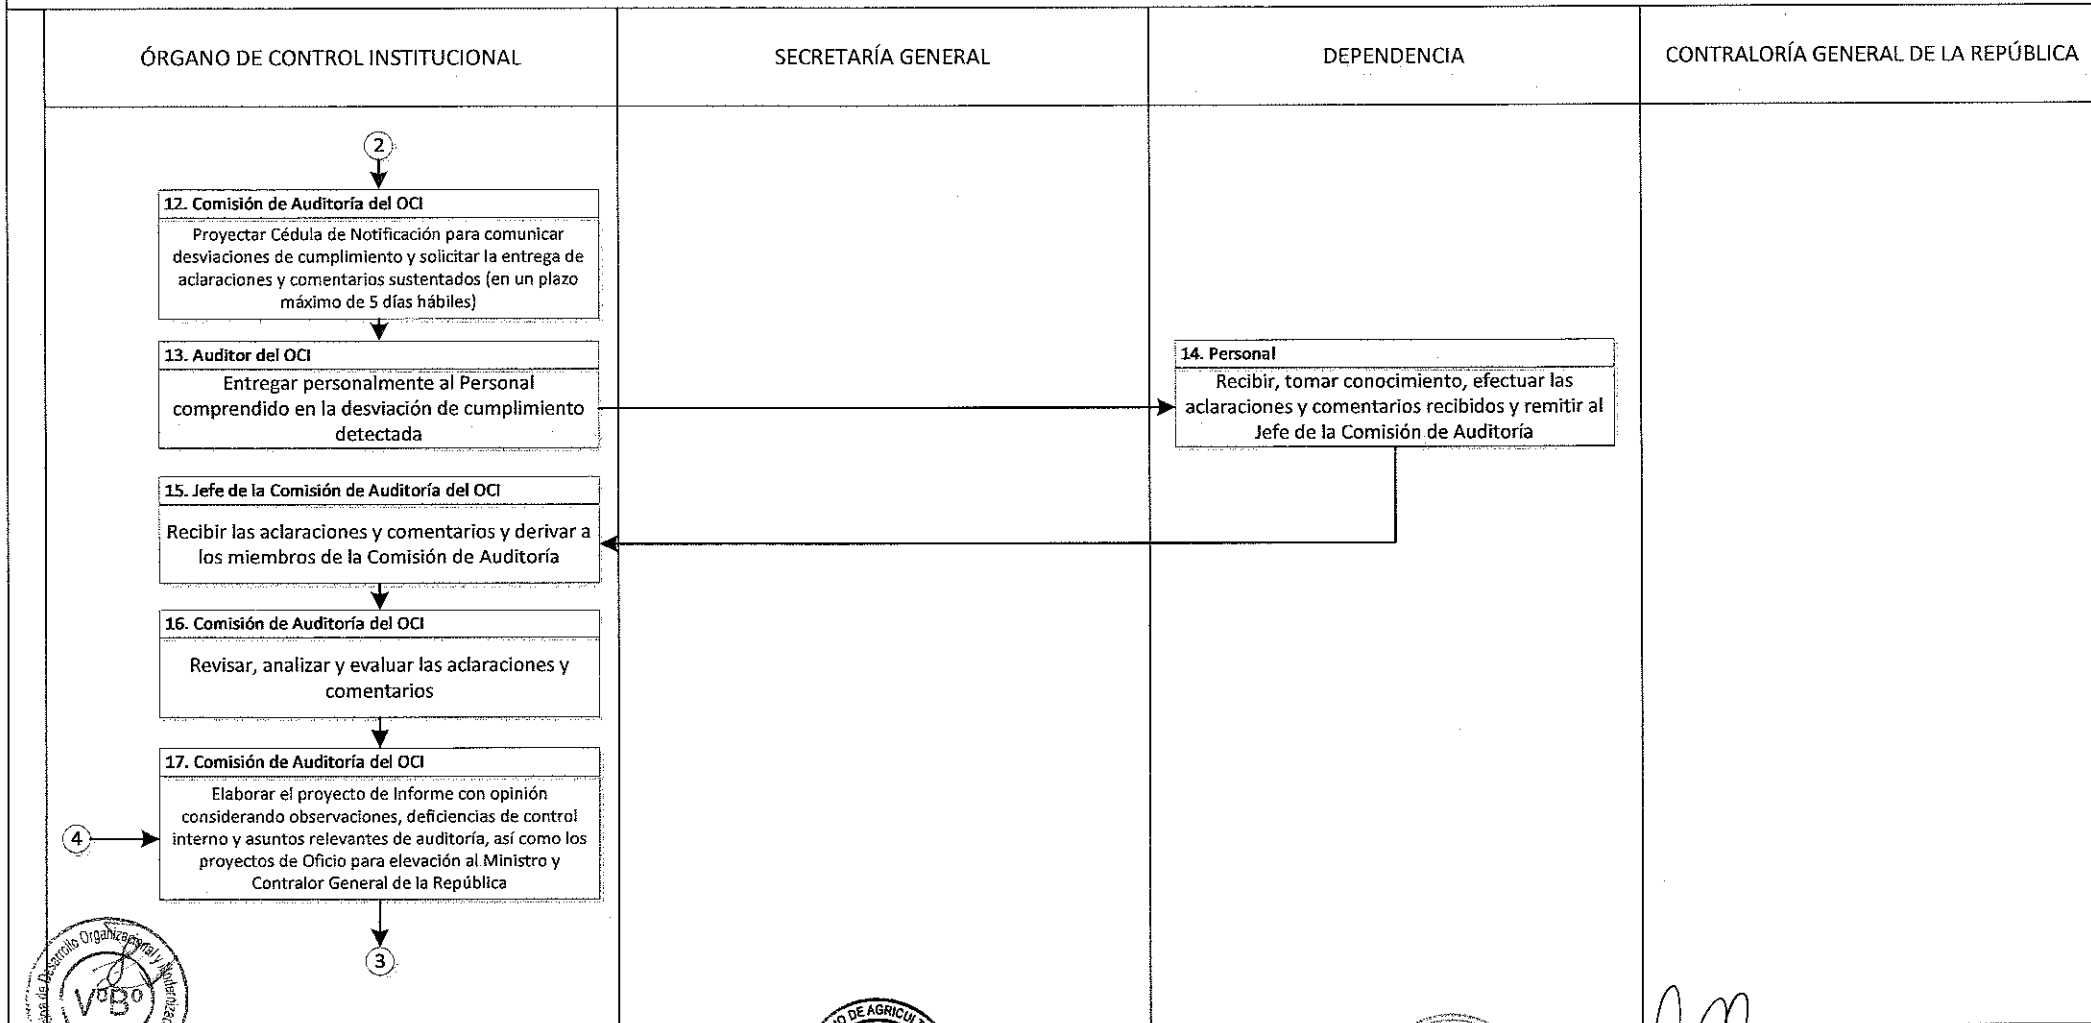 ÓRGANO DE CONTROL INSTITUCIONAL
SECRETARÍA GENERAL
DEPENDENCIA
CONTRALORÍA GENERAL DE LA REPÚBLICA
2
12. Comisión de Auditoría del OCI
Proyectar Cédula de Notificación para comunicar
desviaciones de cumplimiento y solicitar la entrega de
aclaraciones y comentarios sustentados (en un plazo
máximo de 5 días hábiles)
13. Auditor del OCI
Entregar personalmente al Personal
comprendido en la desviación de cumplimiento
detectada
14. Personal
Recibir, tomar conocimiento, efectuar las
aclaraciones y comentarios recibidos y remitir al
Jefe de la Comisión de Auditoría
15. Jefe de la Comisión de Auditoría del OCI
Recibir las aclaraciones y comentarios y derivar a
los miembros de la Comisión de Auditoría
16. Comisión de Auditoría del OCI
Revisar, analizar y evaluar las aclaraciones y
comentarios
17. Comisión de Auditoría del OCI
Elaborar el proyecto de Informe con opinión
considerando observaciones, deficiencias de control
interno y asuntos relevantes de auditoría, así como los
proyectos de Oficio para elevación al Ministro y
Contralor General de la República
4
3
de Desarrollo Organizacional y
VºBº
DE